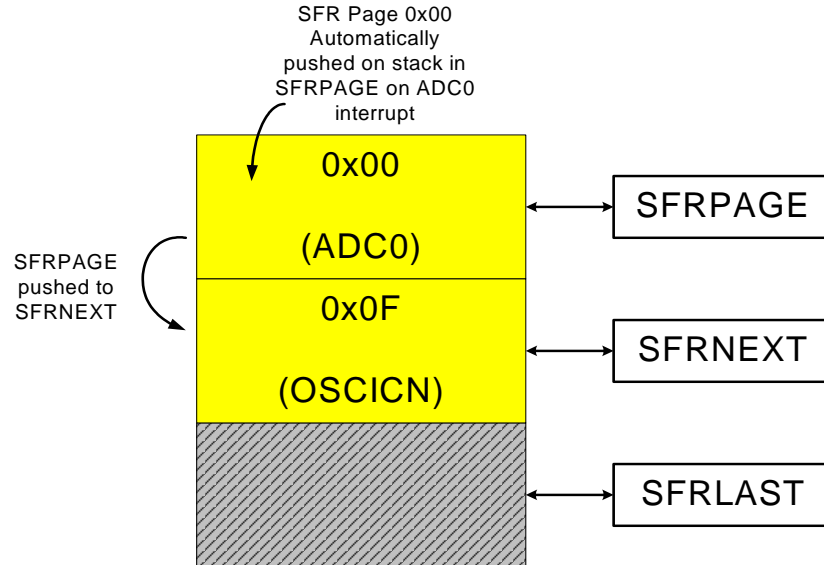 SFR Page 0x00
Automatically
pushed on stack in
SFRPAGE on ADC0
interrupt
0x00
(ADC0)
SFRPAGE
SFRPAGE
pushed to
SFRNEXT
0x0F
(OSCICN)
SFRNEXT
SFRLAST